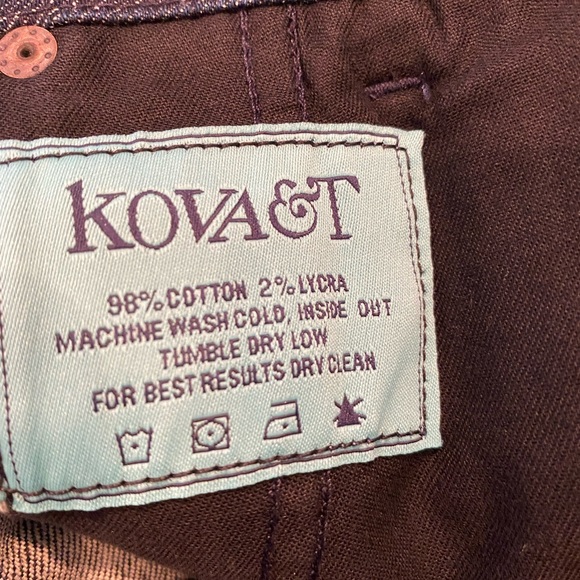 KOVA&T
98% COTTON 2% LYCRA
MACHINE WASH COLD, INSIDE OUT
TUMBLE DRY LOW
FOR BEST RESULTS DRY CLEAN